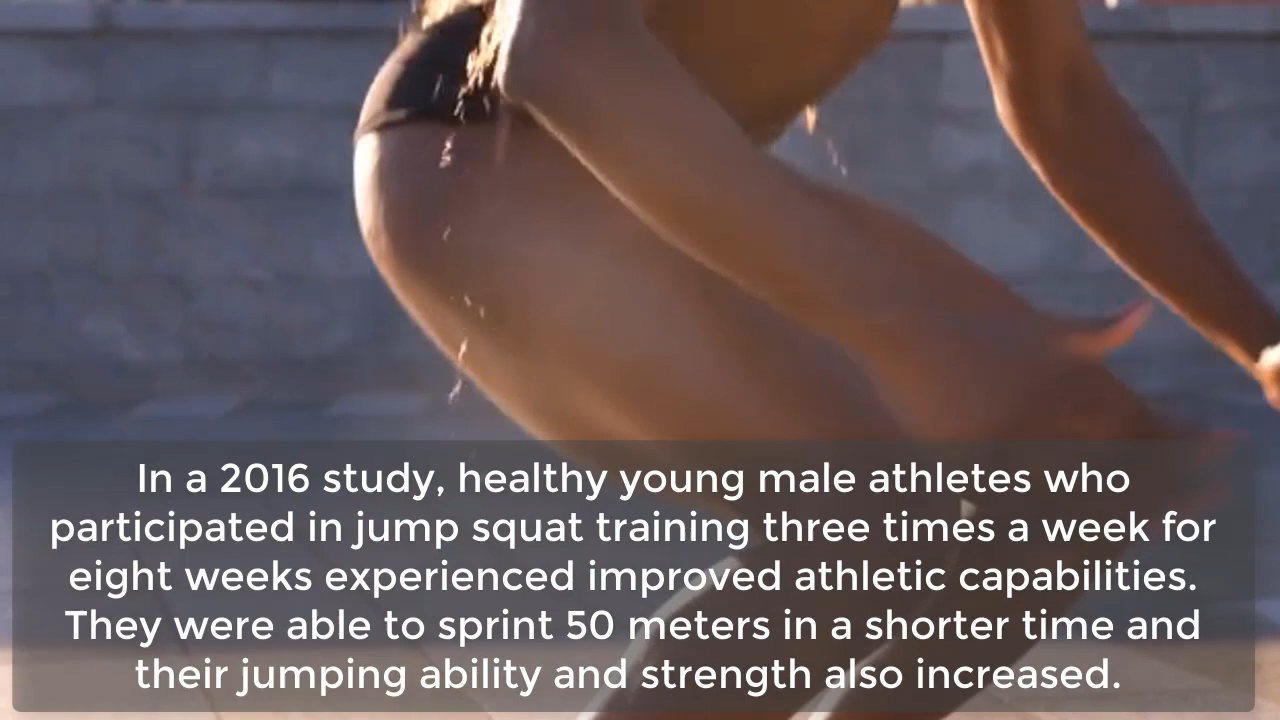 In a 2016 study, healthy young male athletes who
participated in jump squat training three times a week for
eight weeks experienced improved athletic capabilities.
They were able to sprint 50 meters in a shorter time and
their jumping ability and strength also increased.